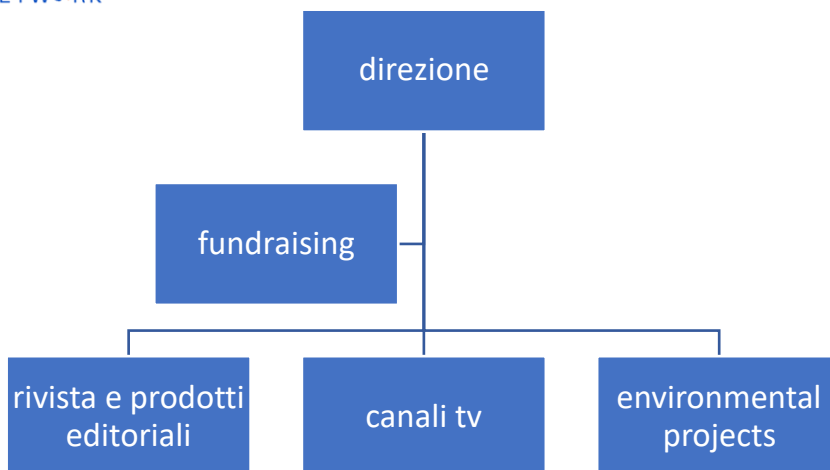 direzione
fundraising
rivista e prodotti
editoriali
canali tv
environmental
projects